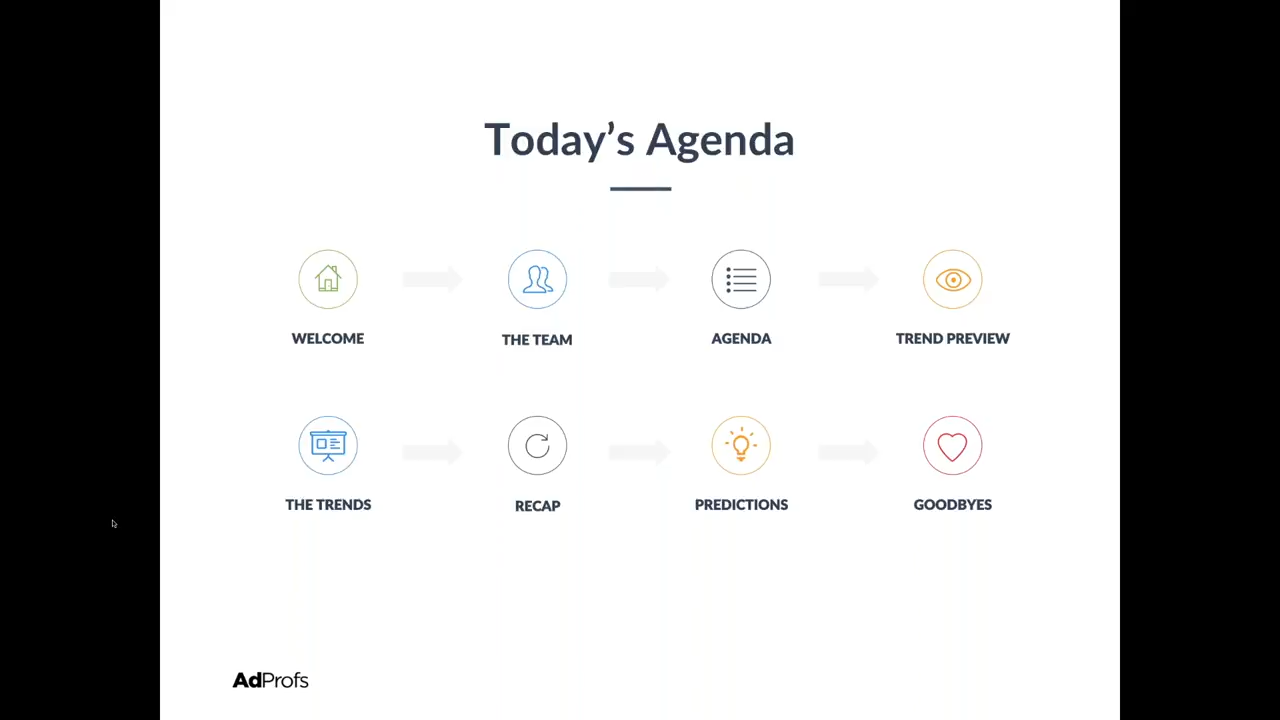 Today’s Agenda
WELCOME
THE TEAM
AGENDA
TREND PREVIEW
THE TRENDS
RECAP
PREDICTIONS
GOODBYES
AdProfs